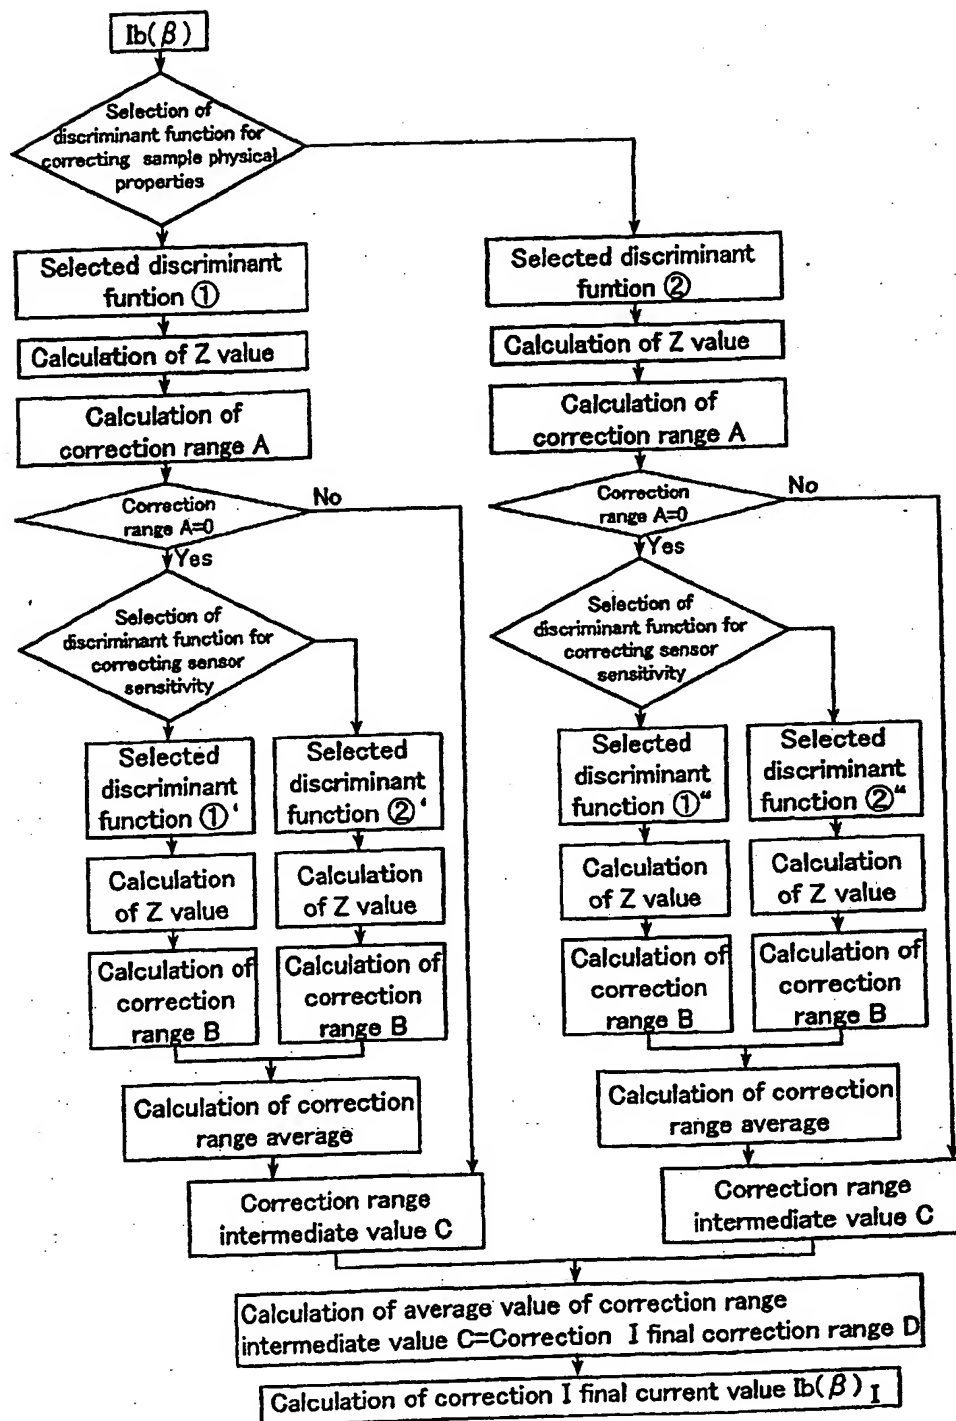 Ib(β)
Selection of
discriminant function for
correcting sample physical
properties
Selected discriminant
funtion ①
Calculation of Z value
Calculation of
correction range A
Correction
range A=0
No
Yes
Selection of
discriminant function for
correcting sensor
sensitivity
Selected
discriminant
function ①‘
Calculation
of Z value
Calculation of
correction
range B
Selected
discriminant
function ②‘
Calculation
of Z value
Calculation of
correction
range B
Calculation of correction
range average
Correction range
intermediate value C
Selected discriminant
funtion ②
Calculation of Z value
Calculation of
correction range A
Correction
range A=0
No
Yes
Selection of
discriminant function for
correcting sensor
sensitivity
Selected
discriminant
function ①“
Calculation
of Z value
Calculation of
correction
range B
Selected
discriminant
function ②“
Calculation
of Z value
Calculation of
correction
range B
Calculation of correction
range average
Correction range
intermediate value C
Calculation of average value of correction range
intermediate value C=Correction I final correction range D
Calculation of correction I final current value Ib(β) I